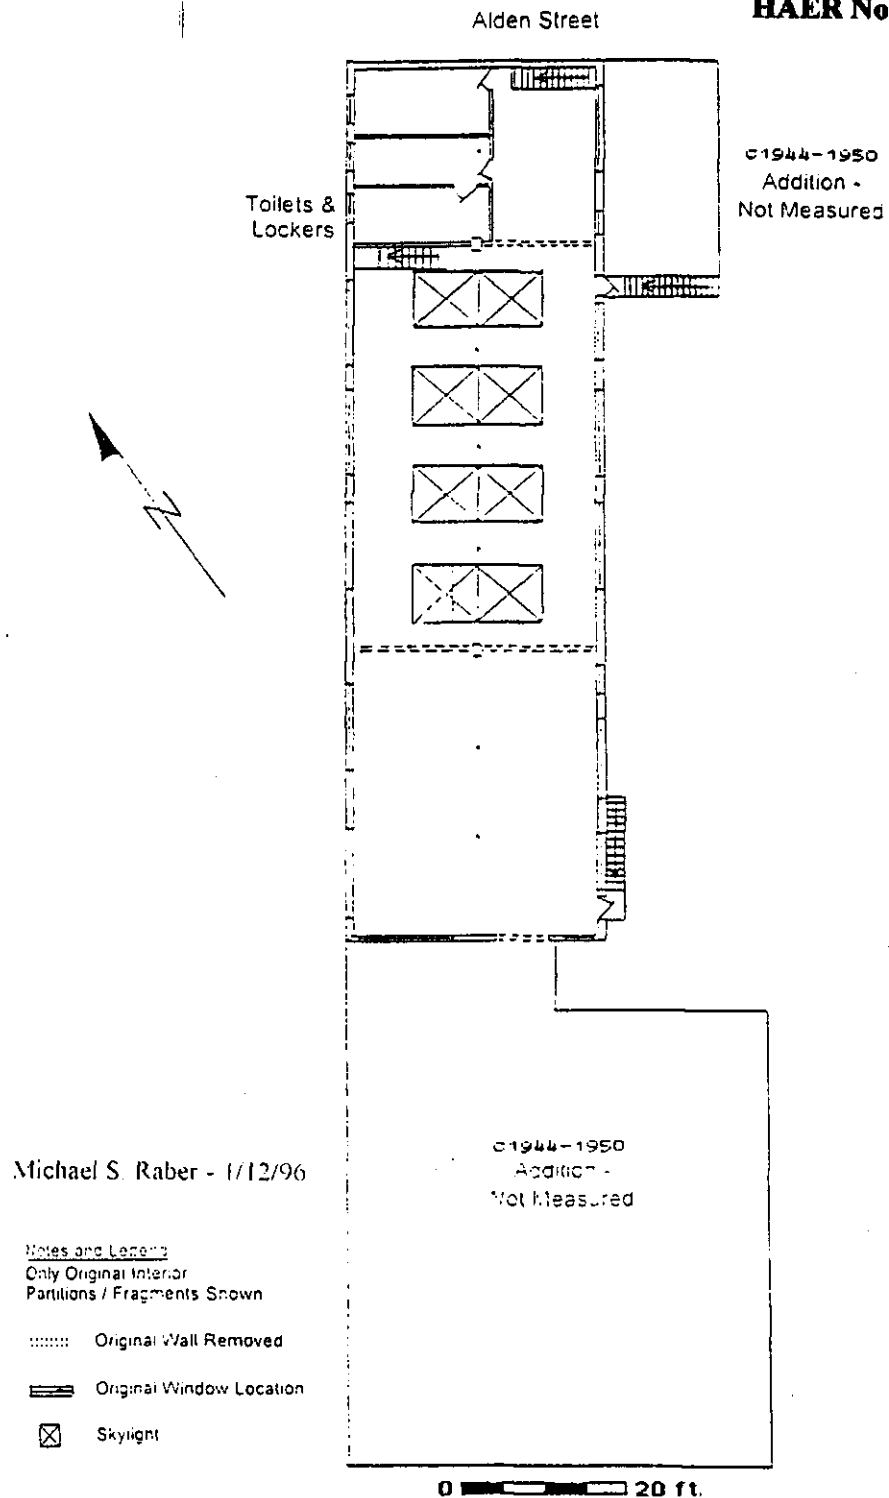 Alden Street
HAER No
c1944-1950
Addition -
Not Measured
Toilets &
Lockers
N
c1944-1950
Addition -
Not Measured
Michael S. Raber - 1/12/96
Notes and Legend
Only Original Interior
Partitions / Fragments Shown
Original Wall Removed
Original Window Location
Skylight
0 20 ft.